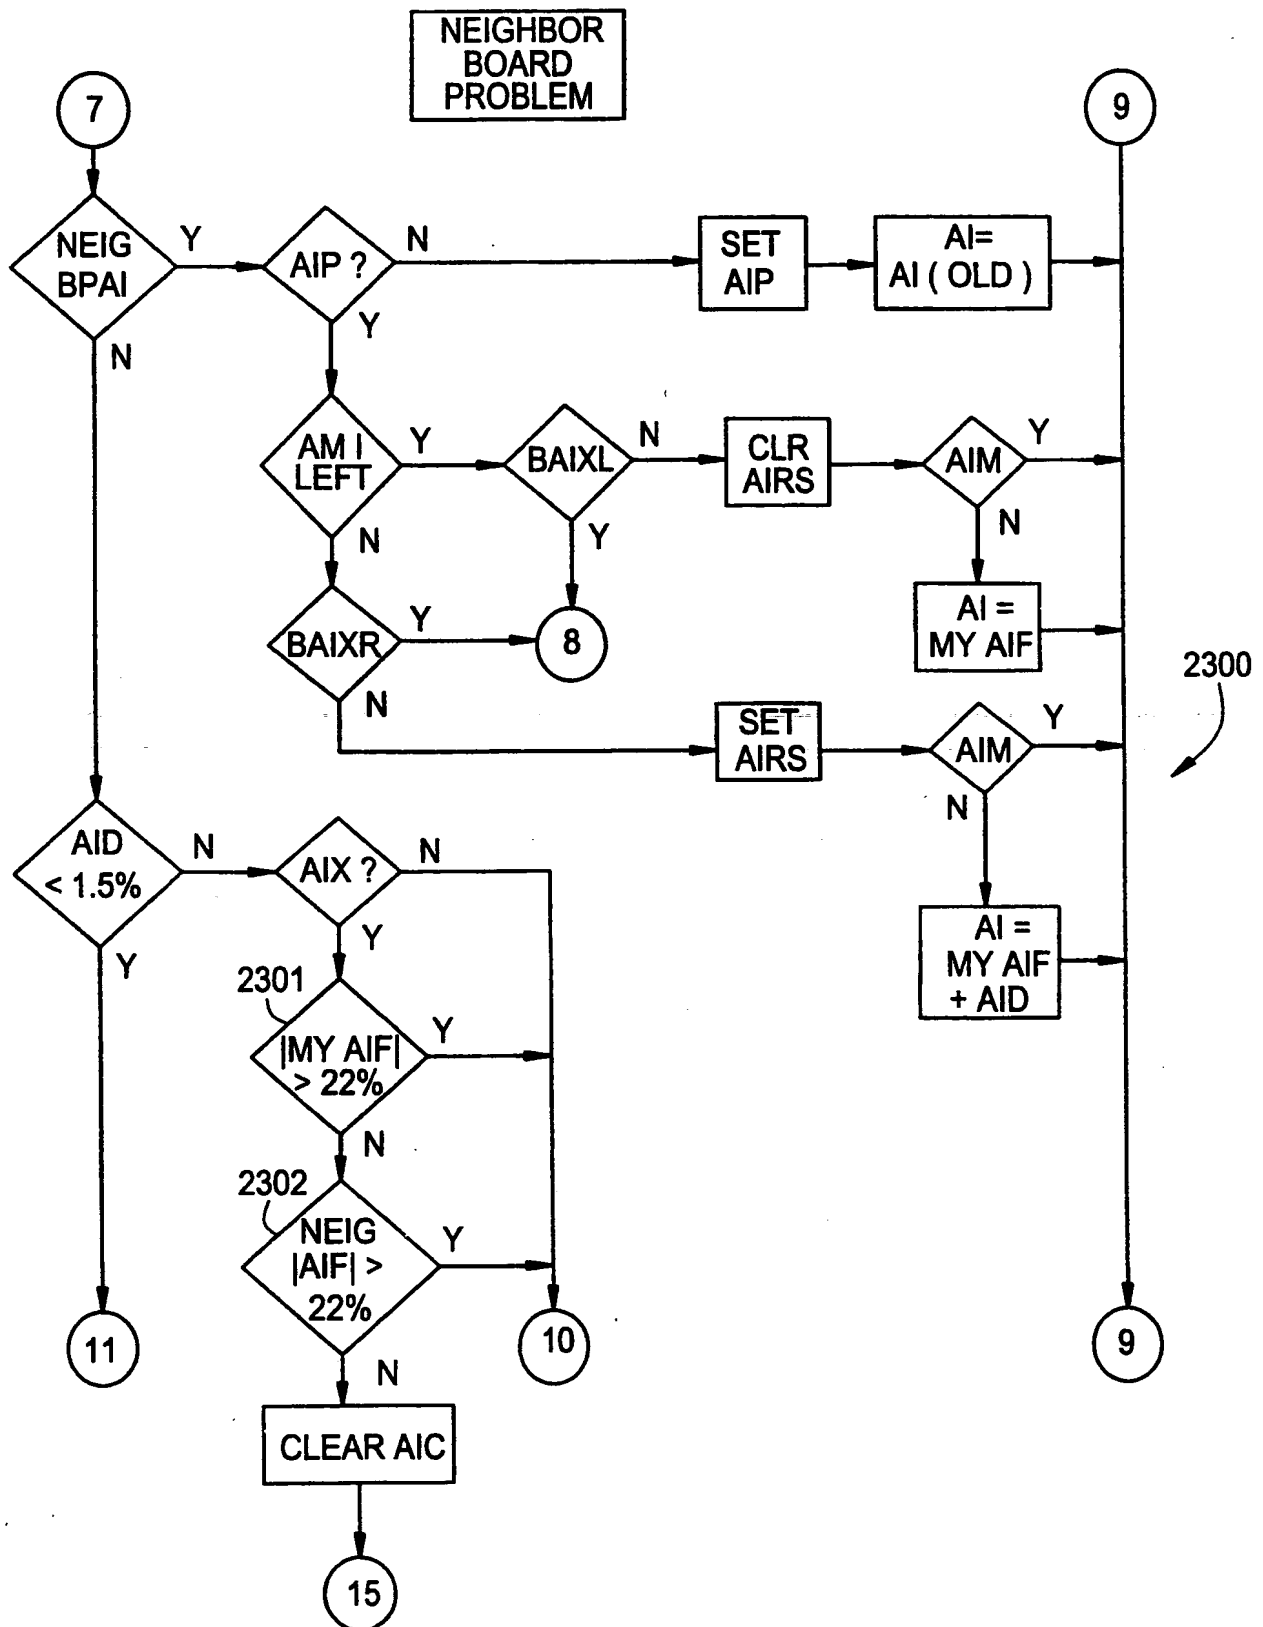 NEIGHBOR
BOARD
PROBLEM
7
9
NEIG
BPAI
Y
N
AIP ?
N
Y
SET
AIP
AI=
AI ( OLD )
AM I
LEFT
Y
N
BAIXL
N
Y
CLR
AIRS
AIM
Y
N
AI =
MY AIF
BAIXR
Y
N
8
2300
SET
AIRS
AIM
Y
N
AI =
MY AIF
+ AID
AID
< 1.5%
N
Y
AIX ?
N
Y
2301
|MY AIF|
> 22%
Y
N
2302
NEIG
|AIF| >
22%
Y
N
11
10
9
CLEAR AIC
15